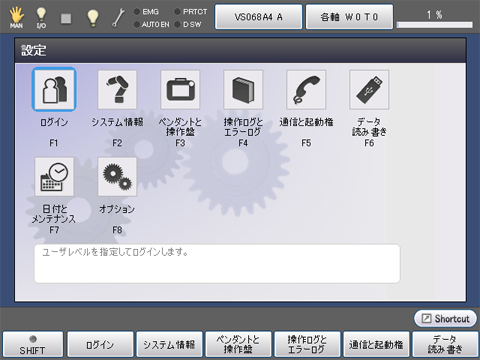 EMG PRTCT
MAN I/O AUTO EN D SW
VS068A4 A
各軸 W 0 T 0
1 %
設定
ログイン
F1
システム情報
F2
ペンダントと
操作盤
F3
操作ログと
エラーログ
F4
通信と起動権
F5
データ
読み書き
F6
日付と
メンテナンス
F7
オプション
F8
ユーザレベルを指定してログインします。
Shortcut
SHIFT
ログイン
システム情報
ペンダントと
操作盤
操作ログと
エラーログ
通信と起動権
データ
読み書き